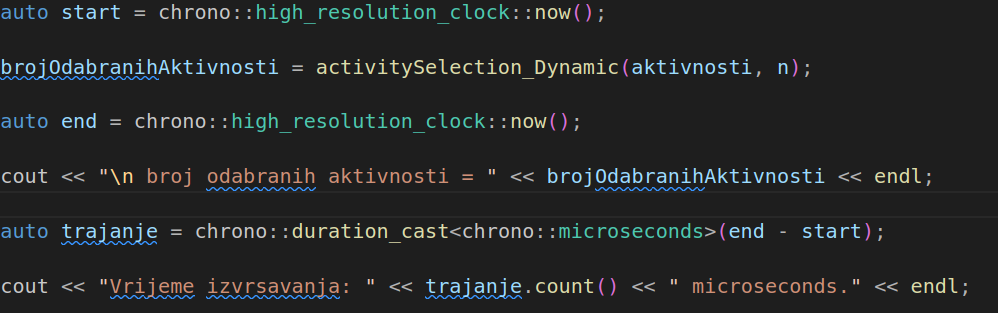 auto start = chrono::high_resolution_clock::now();
brojOdabranihAktivnosti = activitySelection_Dynamic(aktivnosti, n);
auto end = chrono::high_resolution_clock::now();
cout << "\n broj odabranih aktivnosti = " << brojOdabranihAktivnosti << endl;
auto trajanje = chrono::duration_cast<chrono::microseconds>(end - start);
cout << "Vrijeme izvrsavanja: " << trajanje.count() << " microseconds." << endl;